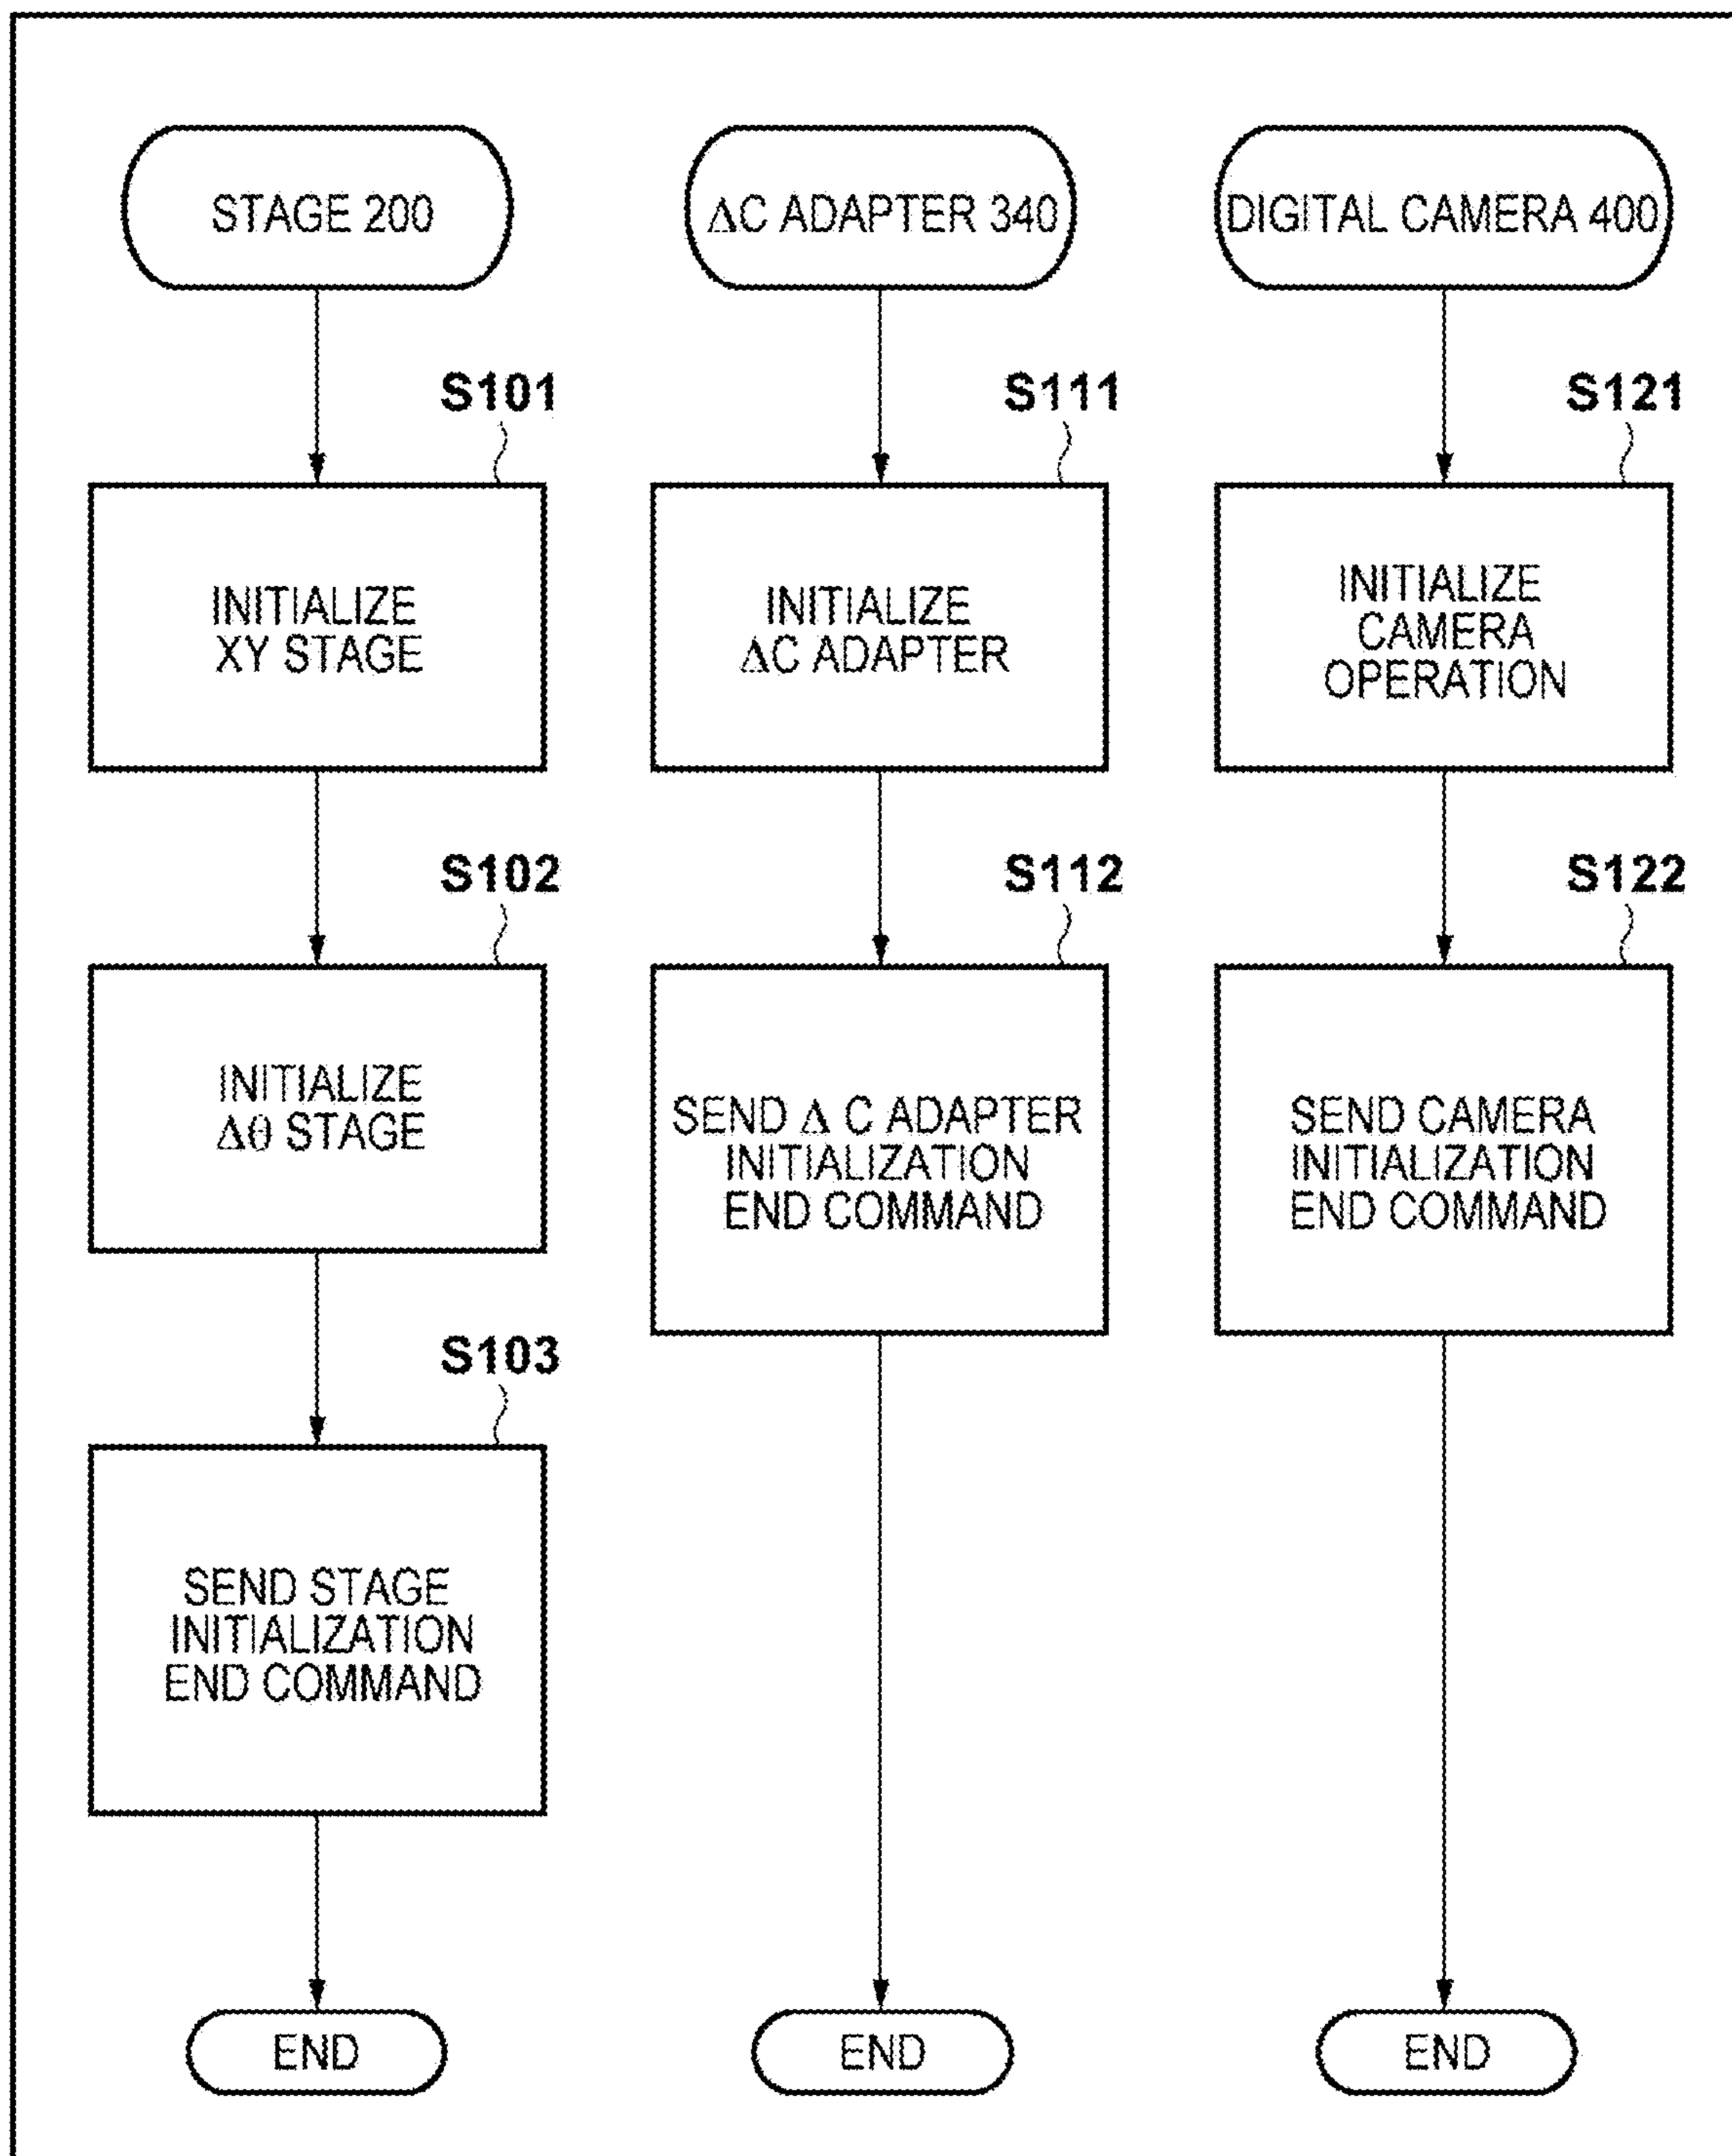 STAGE 200
S101
INITIALIZE
XY STAGE
S102
INITIALIZE
Δθ STAGE
S103
SEND STAGE
INITIALIZATION
END COMMAND
END
ΔC ADAPTER 340
S111
INITIALIZE
ΔC ADAPTER
S112
SEND Δ C ADAPTER
INITIALIZATION
END COMMAND
END
DIGITAL CAMERA 400
S121
INITIALIZE
CAMERA
OPERATION
S122
SEND CAMERA
INITIALIZATION
END COMMAND
END